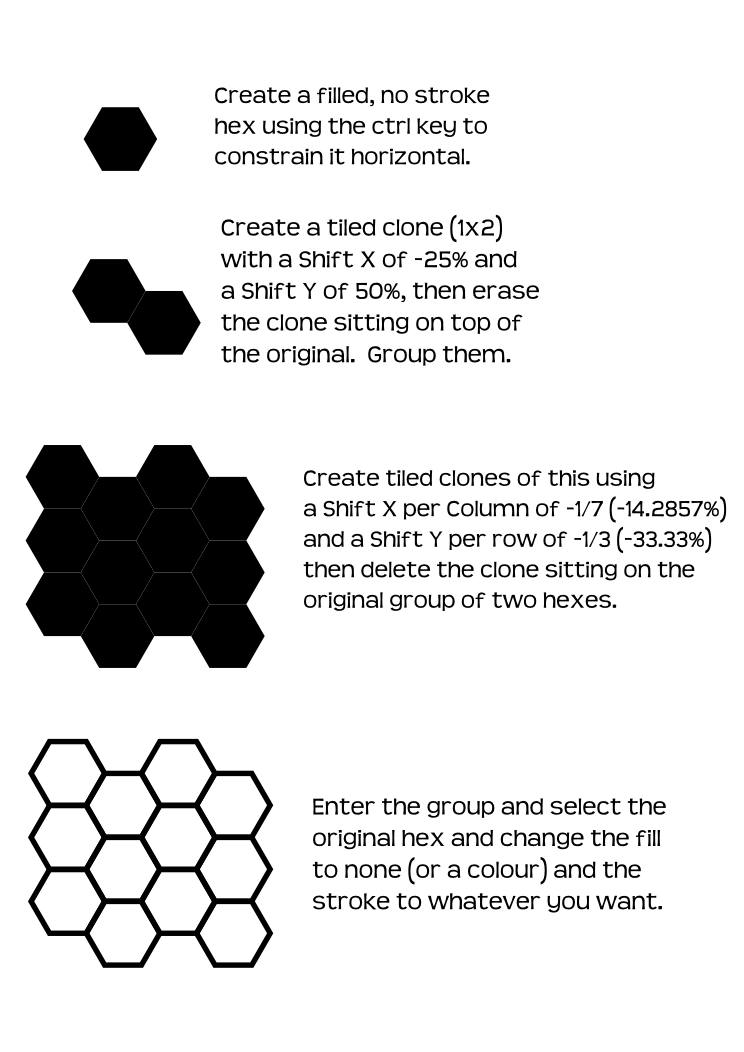 Create a filled, no stroke
hex using the ctrl key to
constrain it horizontal.
Create a tiled clone (1x2)
with a Shift X of -25% and
a Shift Y of 50%, then erase
the clone sitting on top of
the original.  Group them.
Create tiled clones of this using
a Shift X per Column of -1/7 (-14.2857%)
and a Shift Y per row of -1/3 (-33.33%)
then delete the clone sitting on the
original group of two hexes.
Enter the group and select the
original hex and change the fill
to none (or a colour) and the
stroke to whatever you want.